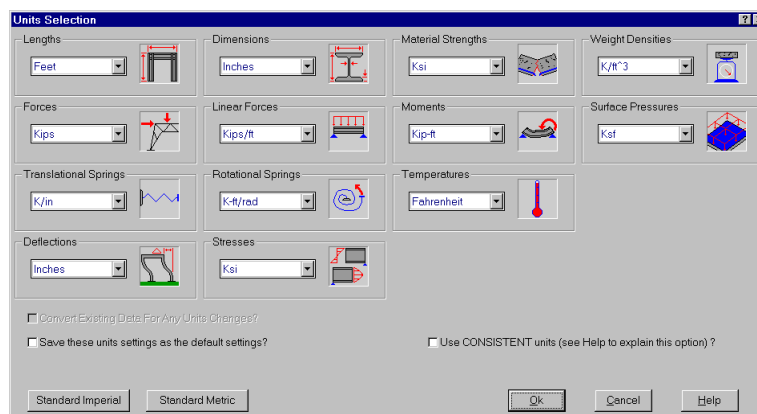 Units Selection
Lengths
Dimensions
Material Strengths
Weight Densities
Feet
Inches
Ksi
K/ft^3
Forces
Linear Forces
Moments
Surface Pressures
Kips
Kips/ft
Kip-ft
Ksf
Translational Springs
Rotational Springs
Temperatures
K/in
K-ft/rad
Fahrenheit
Deflections
Stresses
Inches
Ksi
Convert Existing Data For Any Units Changes?
Save these units settings as the default settings?
Use CONSISTENT units (see Help to explain this option) ?
Standard Imperial
Standard Metric
Ok
Cancel
Help